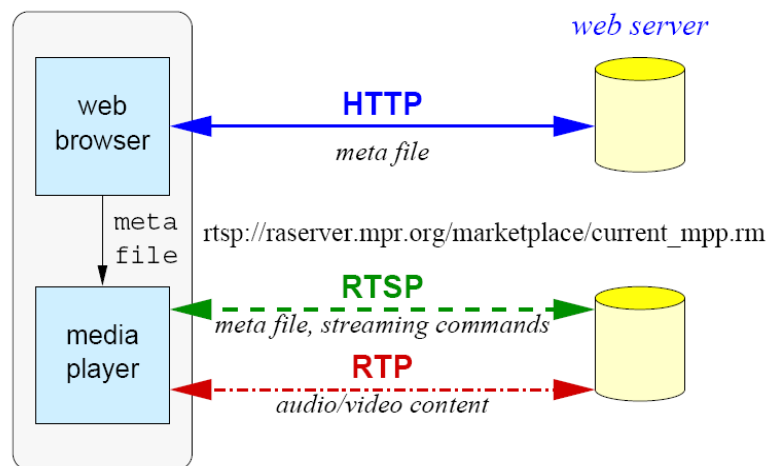 web server
web
browser
HTTP
meta file
meta
file
rtsp://raserver.mpr.org/marketplace/current_mpp.rm
media
player
RTSP
meta file, streaming commands
RTP
audio/video content